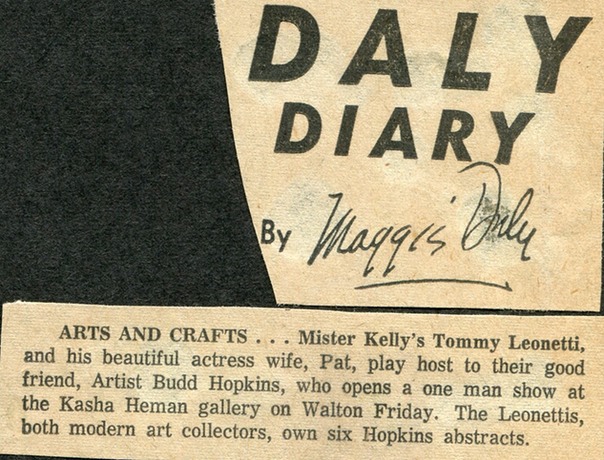 DALY
DIARY
By Maggie Daly
ARTS AND CRAFTS . . . Mister Kelly's Tommy Leonetti,
and his beautiful actress wife, Pat, play host to their good
friend, Artist Budd Hopkins, who opens a one man show at
the Kasha Heman gallery on Walton Friday. The Leonettis,
both modern art collectors, own six Hopkins abstracts.